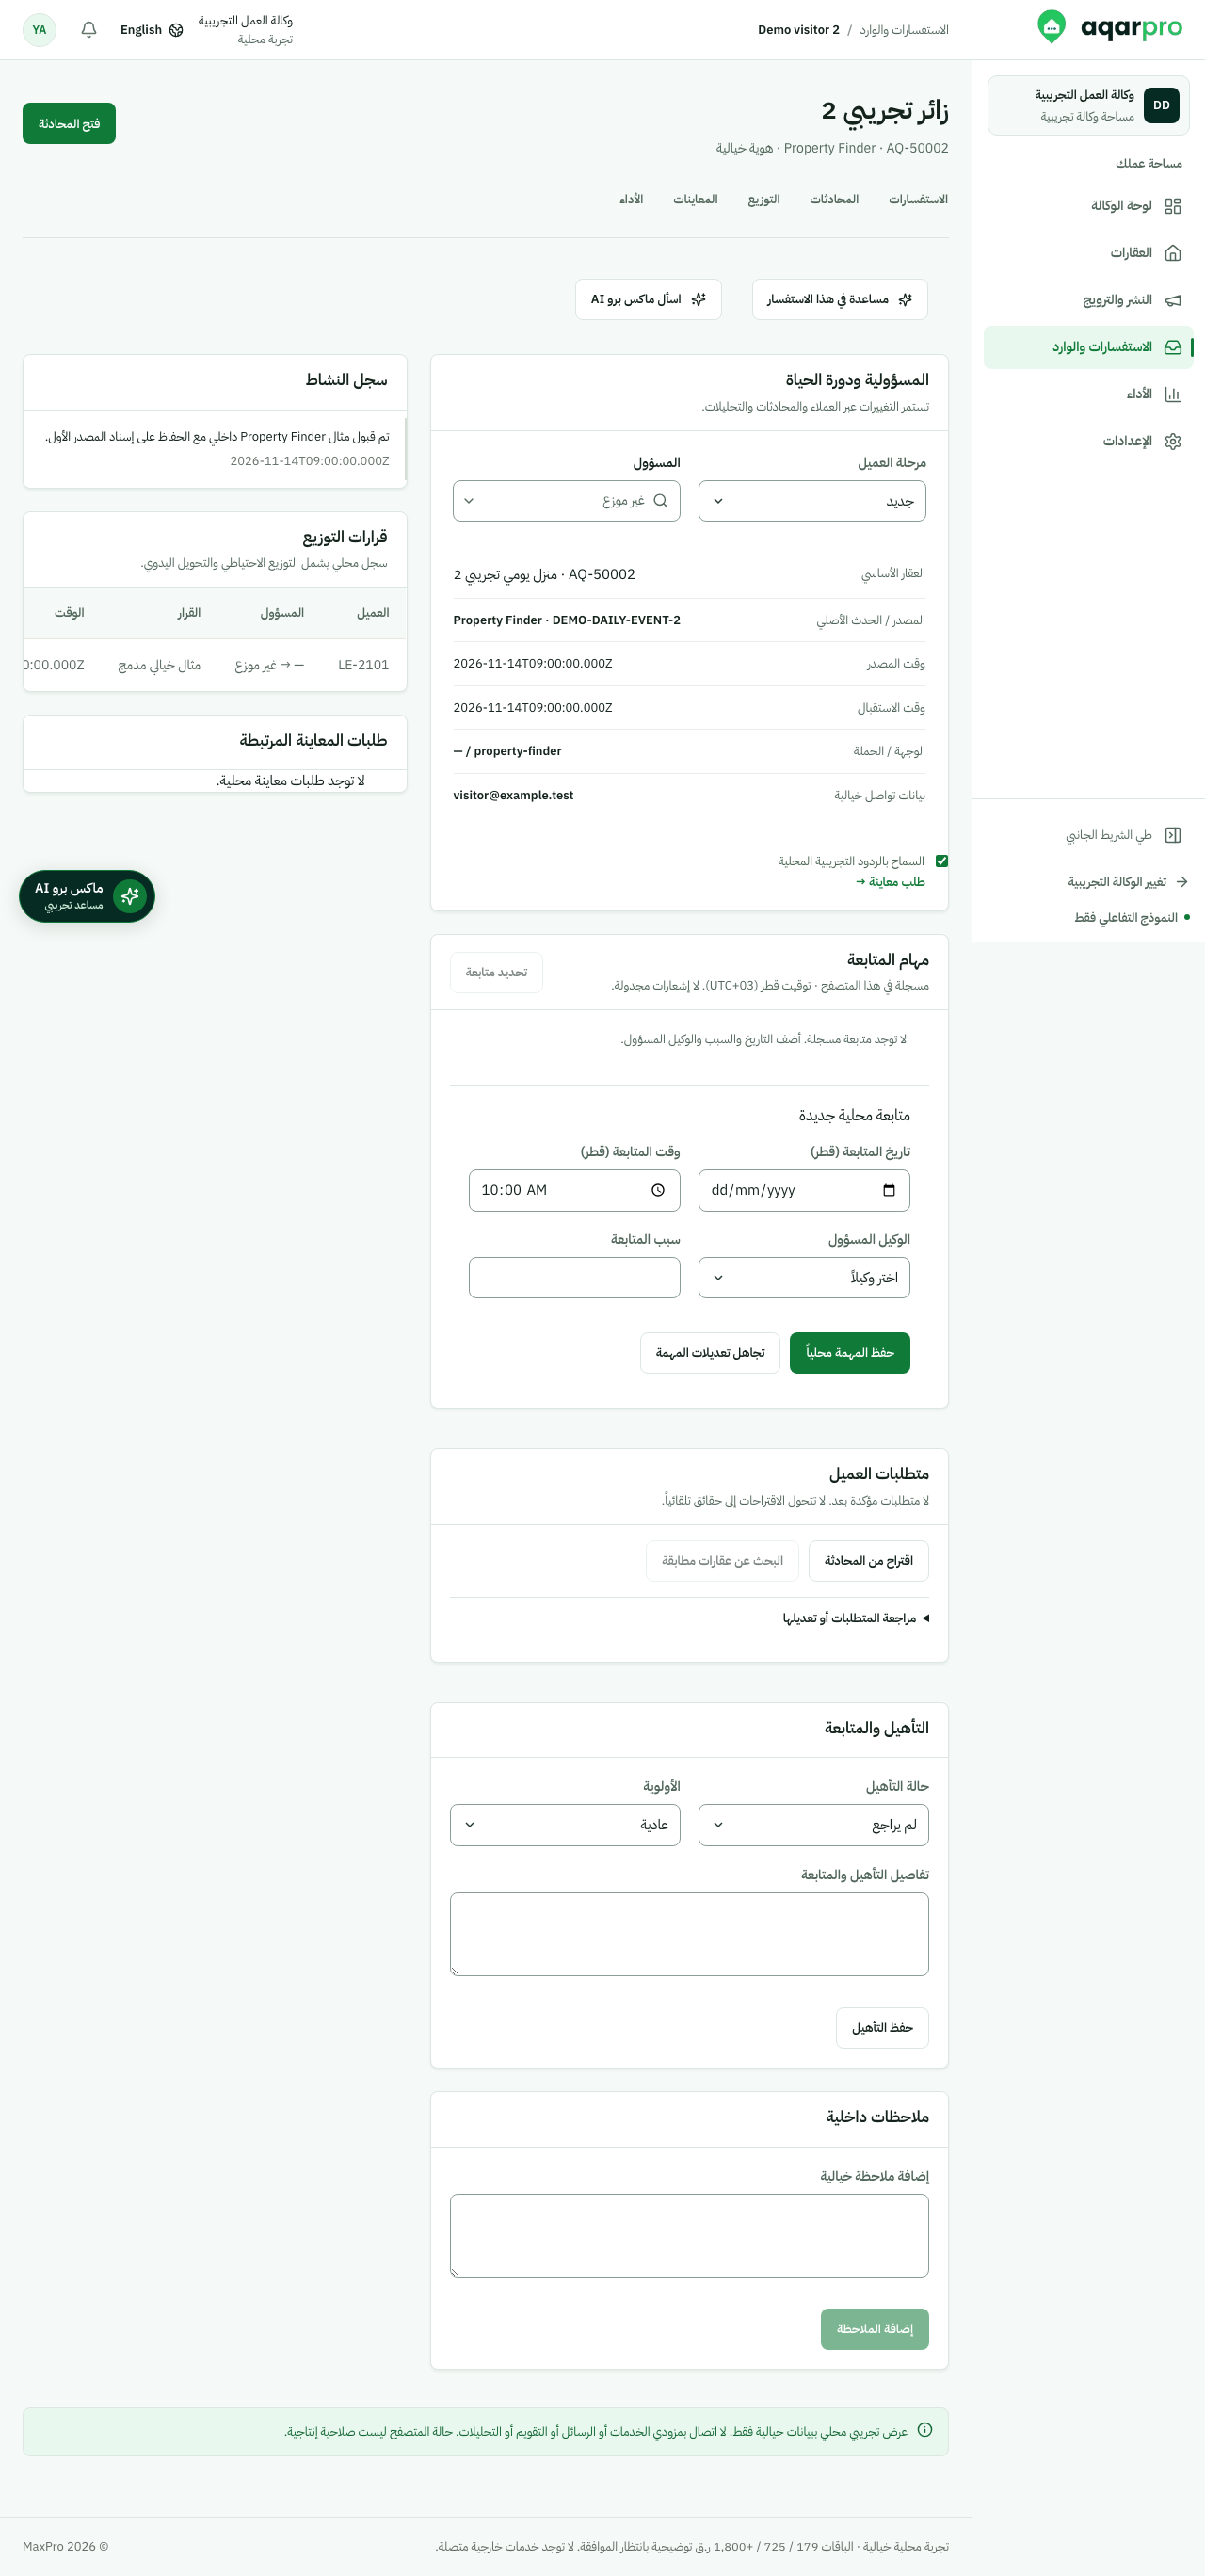 aqarpro
DD
وكالة العمل التجريبية
مساحة وكالة تجريبية
مساحة عملك
لوحة الوكالة
العقارات
النشر والترويج
الاستفسارات والوارد
الأداء
الإعدادات
طي الشريط الجانبي
تغيير الوكالة التجريبية
النموذج التفاعلي فقط
الاستفسارات والوارد / Demo visitor 2
وكالة العمل التجريبية
تجربة محلية
English
YA
زائر تجريبي 2
Property Finder · AQ-50002 · هوية خيالية
فتح المحادثة
الاستفسارات
المحادثات
التوزيع
المعاينات
الأداء
مساعدة في هذا الاستفسار
اسأل ماكس برو AI
المسؤولية ودورة الحياة
تستمر التغييرات عبر العملاء والمحادثات والتحليلات.
مرحلة العميل
المسؤول
جديد
غير موزع
العقار الأساسي
AQ-50002 · منزل يومي تجريبي 2
المصدر / الحدث الأصلي
Property Finder · DEMO-DAILY-EVENT-2
وقت المصدر
2026-11-14T09:00:00.000Z
وقت الاستقبال
2026-11-14T09:00:00.000Z
الوجهة / الحملة
— / property-finder
بيانات تواصل خيالية
visitor@example.test
السماح بالردود التجريبية المحلية
طلب معاينة →
سجل النشاط
تم قبول مثال Property Finder داخلي مع الحفاظ على إسناد المصدر الأول.
2026-11-14T09:00:00.000Z
قرارات التوزيع
سجل محلي يشمل التوزيع الاحتياطي والتحويل اليدوي.
العميل
المسؤول
القرار
الوقت
LE-2101
— → غير موزع
مثال خيالي مدمج
0:00.000Z
طلبات المعاينة المرتبطة
لا توجد طلبات معاينة محلية.
ماكس برو AI
مساعد تجريبي
مهام المتابعة
مسجلة في هذا المتصفح · توقيت قطر (UTC+03). لا إشعارات مجدولة.
تحديد متابعة
لا توجد متابعة مسجلة. أضف التاريخ والسبب والوكيل المسؤول.
متابعة محلية جديدة
تاريخ المتابعة (قطر)
وقت المتابعة (قطر)
dd/mm/yyyy
10:00 AM
الوكيل المسؤول
سبب المتابعة
اختر وكيلاً
حفظ المهمة محلياً
تجاهل تعديلات المهمة
متطلبات العميل
لا متطلبات مؤكدة بعد. لا تتحول الاقتراحات إلى حقائق تلقائياً.
اقتراح من المحادثة
البحث عن عقارات مطابقة
مراجعة المتطلبات أو تعديلها
التأهيل والمتابعة
حالة التأهيل
الأولوية
لم يراجع
عادية
تفاصيل التأهيل والمتابعة
حفظ التأهيل
ملاحظات داخلية
إضافة ملاحظة خيالية
إضافة الملاحظة
عرض تجريبي محلي ببيانات خيالية فقط. لا اتصال بمزودي الخدمات أو الرسائل أو التقويم أو التحليلات. حالة المتصفح ليست صلاحية إنتاجية.
تجربة محلية خيالية · الباقات 179 / 725 / +1,800 ر.ق توضيحية بانتظار الموافقة. لا توجد خدمات خارجية متصلة.
© 2026 MaxPro